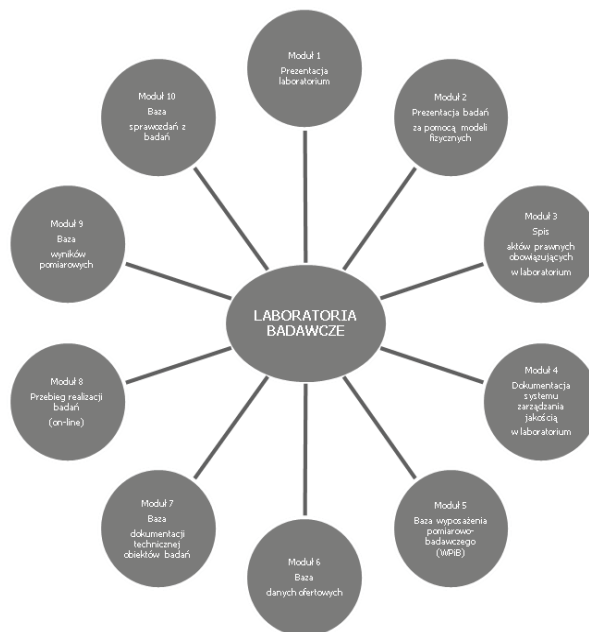 Moduł 1
Prezentacja
laboratorium
Moduł 2
Prezentacja badań
za pomocą modeli
fizycznych
Moduł 3
Spis
aktów prawnych
obowiązujących
w laboratorium
Moduł 4
Dokumentacja
systemu
zarządzania
jakością
w laboratorium
Moduł 5
Baza wyposażenia
pomiarowo-
badawczego
(WPiB)
Moduł 6
Baza
danych ofertowych
Moduł 7
Baza
dokumentacji
technicznej
obiektów badań
Moduł 8
Przebieg realizacji
badań
(on-line)
Moduł 9
Baza
wyników
pomiarowych
Moduł 10
Baza
sprawozdań z
badań
LABORATORIA
BADAWCZE